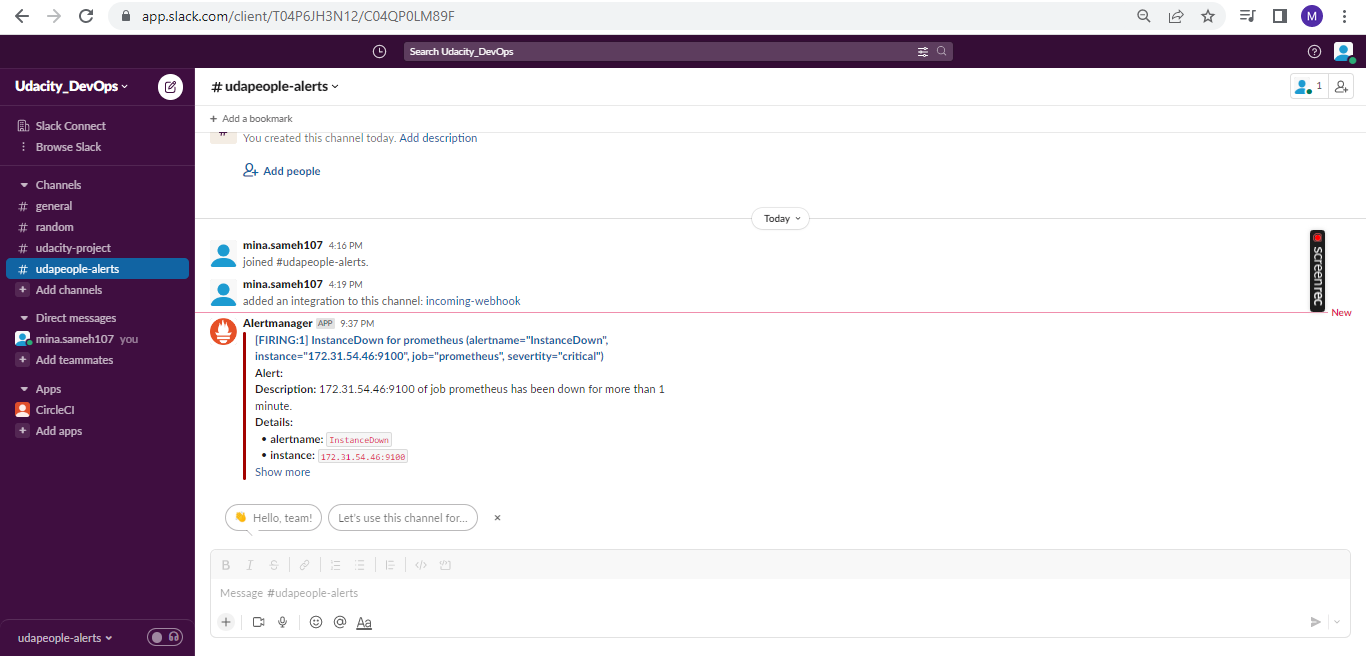 app.slack.com/client/T04P6JH3N12/C04QP0LM89F
M
Search Udacity_DevOps
Udacity_DevOps
Slack Connect
Browse Slack
Channels
# general
# random
# udacity-project
# udapeople-alerts
+ Add channels
Direct messages
mina.sameh107 you
+ Add teammates
Apps
CircleCI
+ Add apps
udapeople-alerts
# udapeople-alerts
1
+ Add a bookmark
You created this channel today. Add description
Add people
Today
mina.sameh107 4:16 PM
joined #udapeople-alerts.
mina.sameh107 4:19 PM
added an integration to this channel: incoming-webhook
New
Alertmanager APP 9:37 PM
[FIRING:1] InstanceDown for prometheus (alertname="InstanceDown",
instance="172.31.54.46:9100", job="prometheus", severtity="critical")
Alert:
Description: 172.31.54.46:9100 of job prometheus has been down for more than 1
minute.
Details:
• alertname: InstanceDown
• instance: 172.31.54.46:9100
Show more
👋 Hello, team!
Let's use this channel for...
×
B I S
Message #udapeople-alerts
+ @ Aa
screenrec